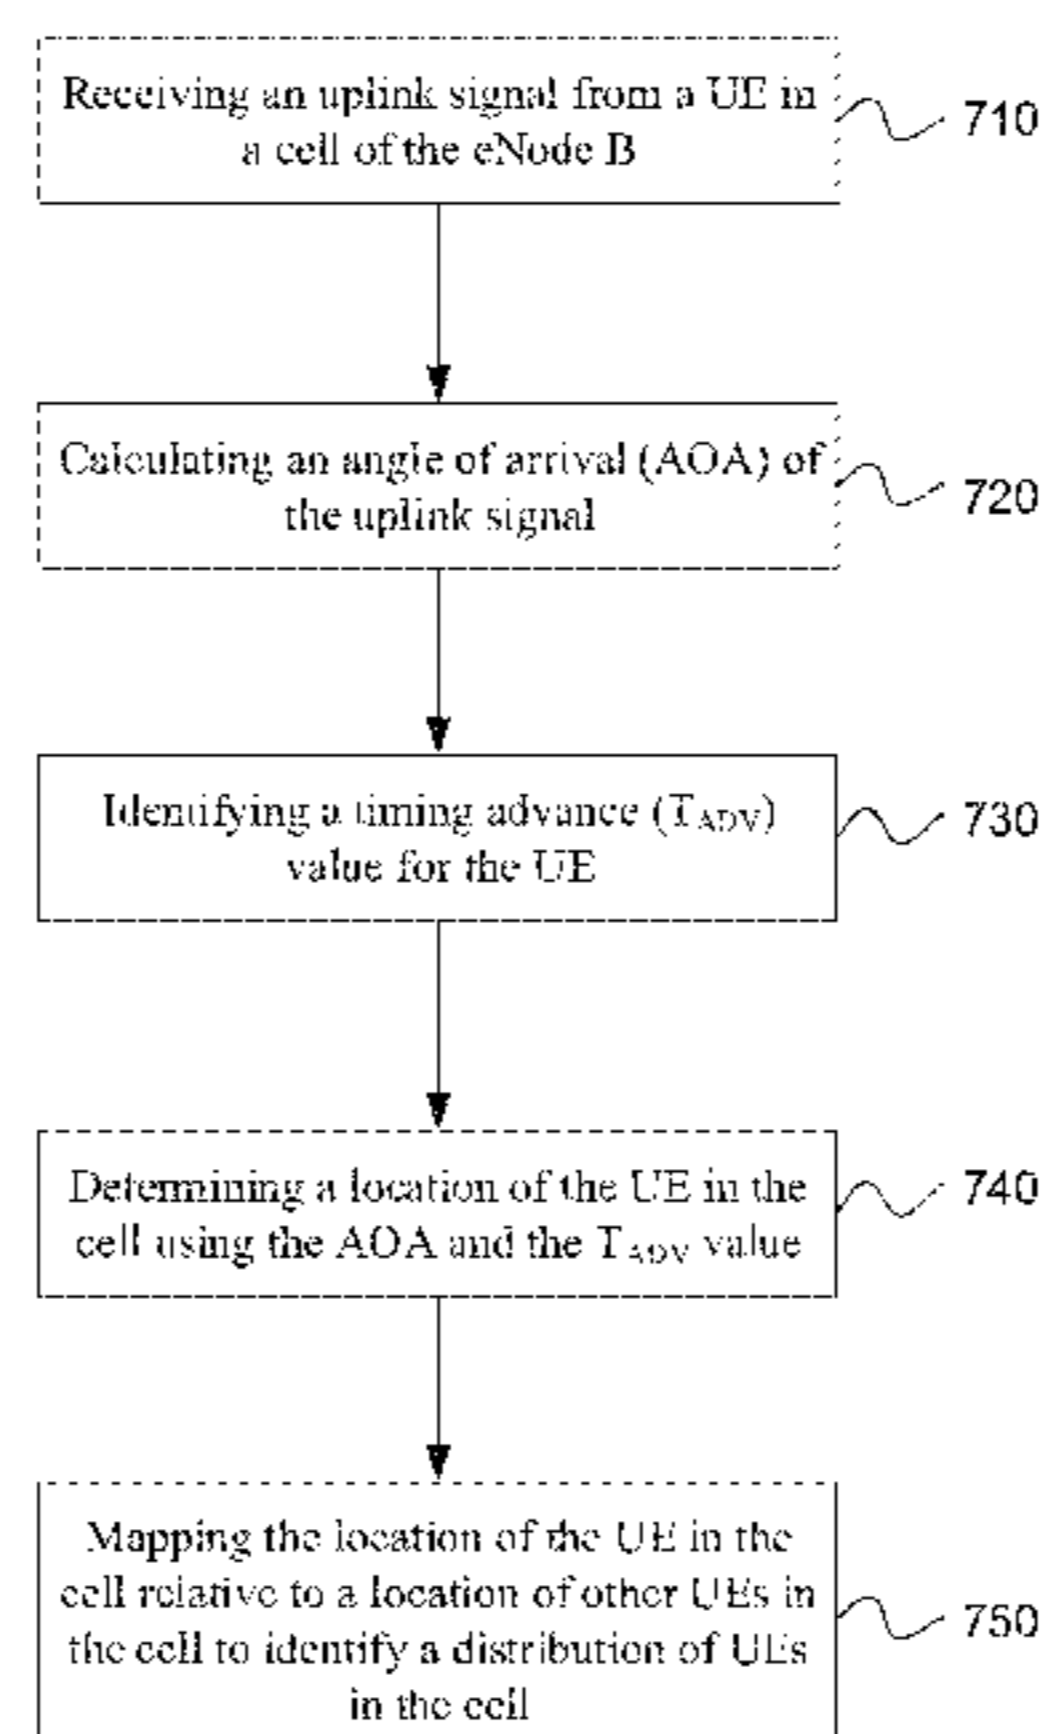 Receiving an uplink signal from a UE in
a cell of the eNode B
710
Calculating an angle of arrival (AOA) of
the uplink signal
720
Identifying a timing advance (TADV)
value for the UE
730
Determining a location of the UE in the
cell using the AOA and the TADV value
740
Mapping the location of the UE in the
cell relative to a location of other UEs in
the cell to identify a distribution of UEs
in the cell
750